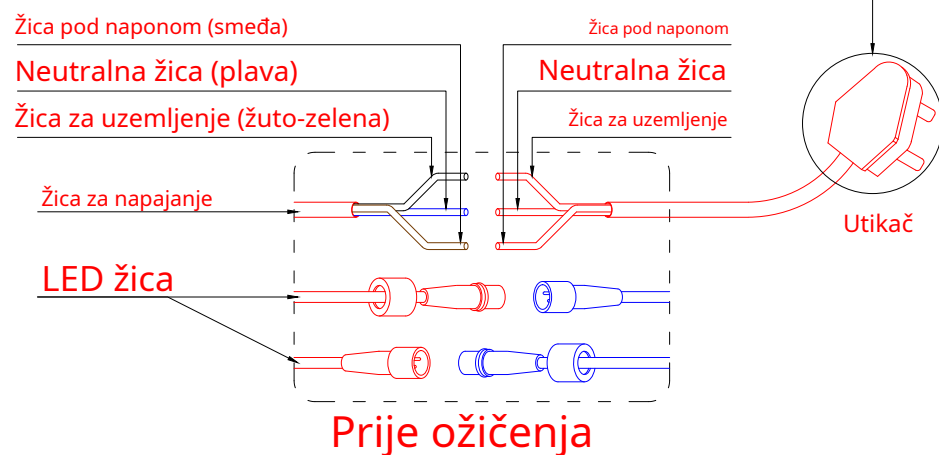 Žica pod naponom (smeđa)
Žica pod naponom
Neutralna žica (plava)
Neutralna žica
Žica za uzemljenje (žuto-zelena)
Žica za uzemljenje
Žica za napajanje
Utikač
LED žica
Prije ožičenja